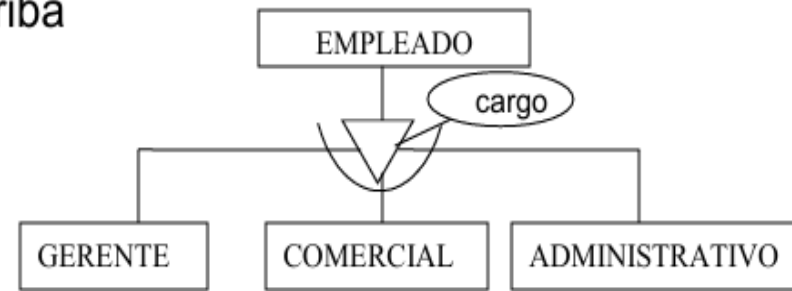 riba
EMPLEADO
cargo
GERENTE
COMERCIAL
ADMINISTRATIVO